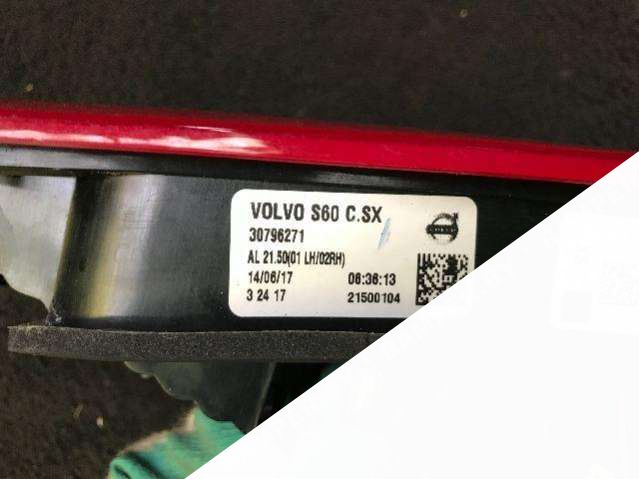 VOLVO S60 C.SX
30796271
AL 21.50(01 LH/02RH)
14/06/17 06:36:13
3 24 17 21500104